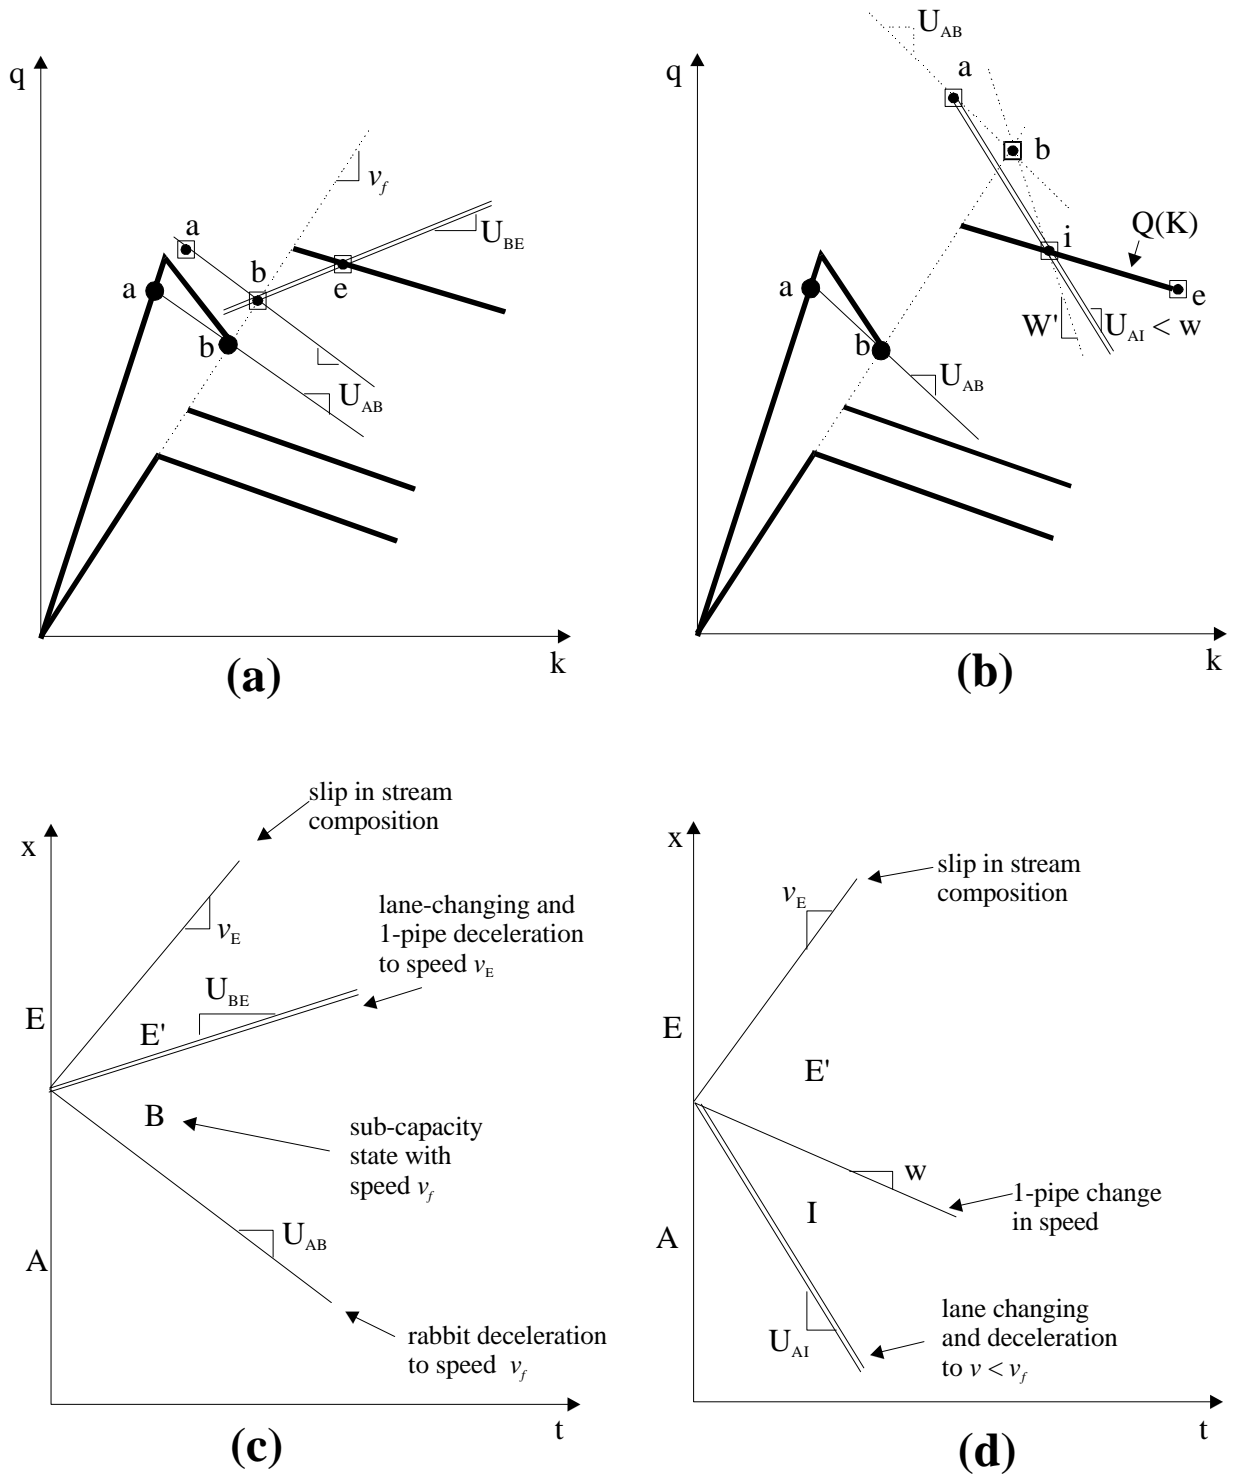 q
a
v_f
U_BE
b
e
a
b
U_AB
k
(a)
U_AB
a
q
b
i
Q(K)
e
a
W'
U_AI < w
b
U_AB
k
(b)
slip in stream
composition
x
lane-changing and
1-pipe deceleration
to speed v_E
v_E
U_BE
E
E'
B
sub-capacity
state with
speed v_f
U_AB
A
rabbit deceleration
to speed v_f
t
(c)
x
slip in stream
composition
v_E
E
E'
w
1-pipe change
in speed
I
A
lane changing
and deceleration
to v < v_f
U_AI
t
(d)